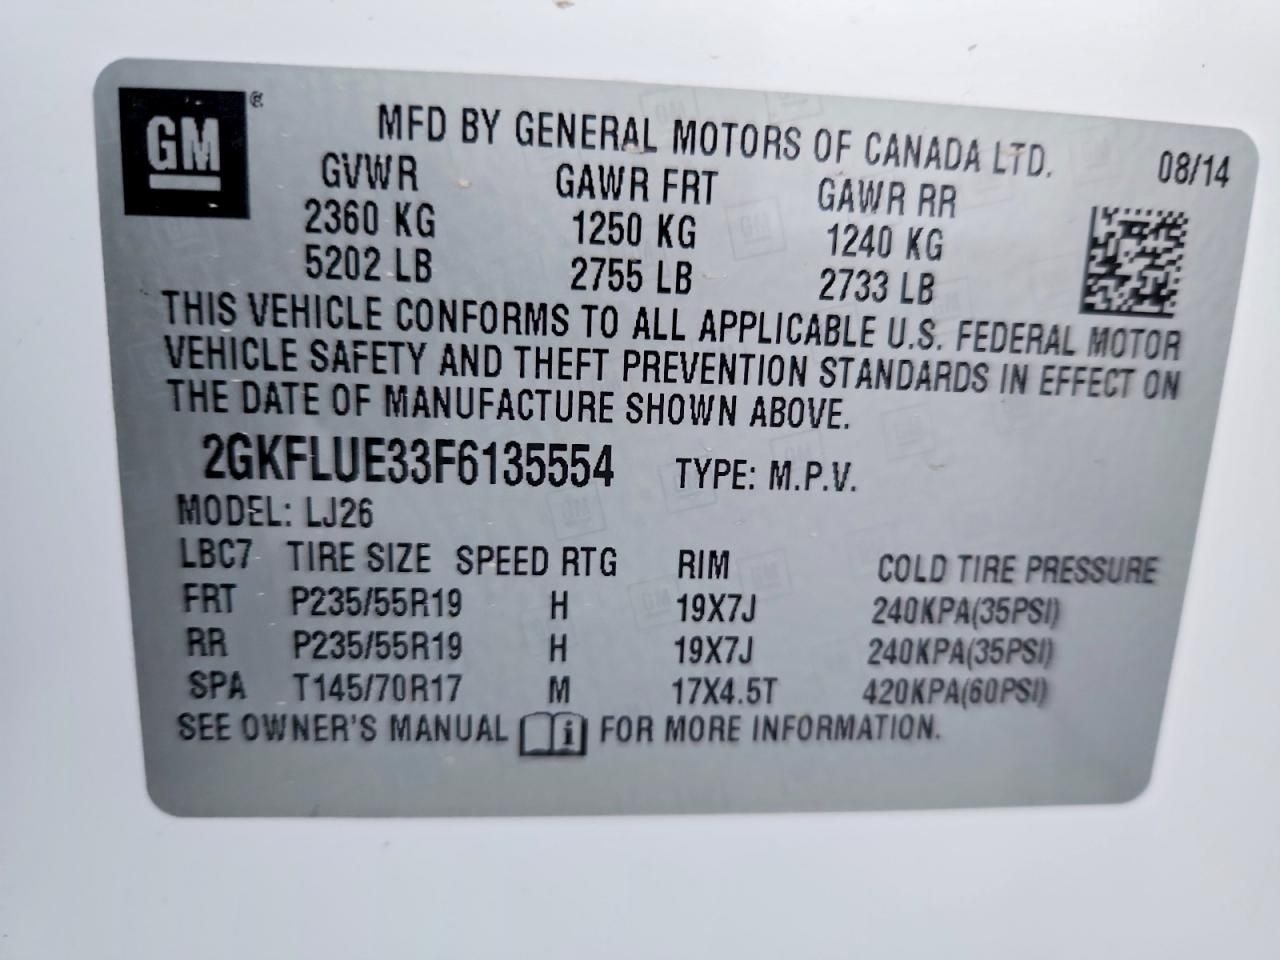 GM ®
MFD BY GENERAL MOTORS OF CANADA LTD.
08/14
GVWR GAWR FRT GAWR RR
2360 KG 1250 KG 1240 KG
5202 LB 2755 LB 2733 LB
THIS VEHICLE CONFORMS TO ALL APPLICABLE U.S. FEDERAL MOTOR
VEHICLE SAFETY AND THEFT PREVENTION STANDARDS IN EFFECT ON
THE DATE OF MANUFACTURE SHOWN ABOVE.
2GKFLUE33F6135554 TYPE: M.P.V.
MODEL: LJ26
LBC7 TIRE SIZE SPEED RTG RIM COLD TIRE PRESSURE
FRT P235/55R19 H 19X7J 240KPA(35PSI)
RR P235/55R19 H 19X7J 240KPA(35PSI)
SPA T145/70R17 M 17X4.5T 420KPA(60PSI)
SEE OWNER'S MANUAL i FOR MORE INFORMATION.